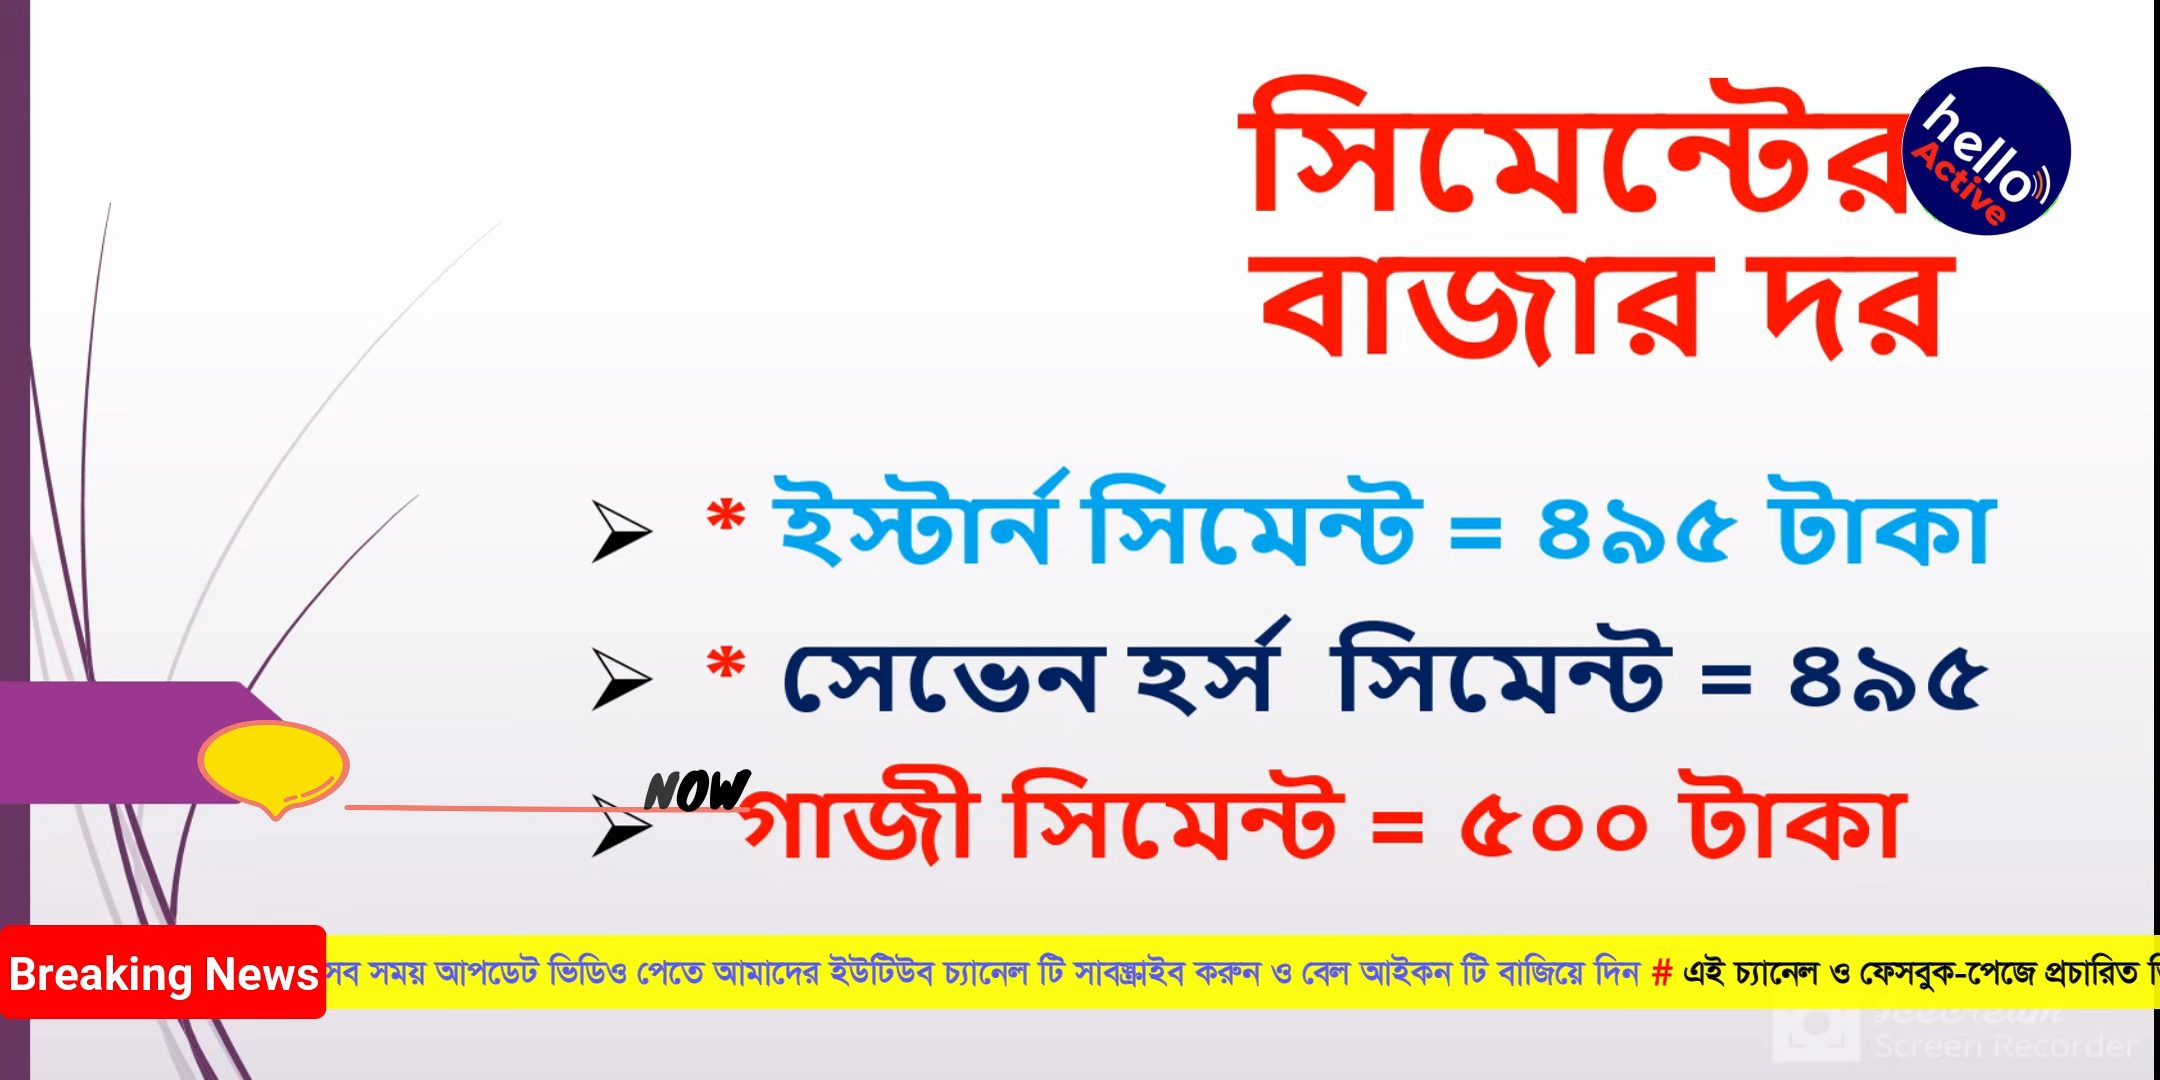 সিমেন্টের
hello
Active
বাজার দর
* ইস্টার্ন সিমেন্ট = ৪৯৫ টাকা
* সেভেন হর্স সিমেন্ট = ৪৯৫
NOW
গাজী সিমেন্ট = ৫০০ টাকা
Breaking News
সব সময় আপডেট ভিডিও পেতে আমাদের ইউটিউব চ্যানেল টি সাবস্ক্রাইব করুন ও বেল আইকন টি বাজিয়ে দিন # এই চ্যানেল ও ফেসবুক-পেজে প্রচারিত
Icecream
Screen Recorder